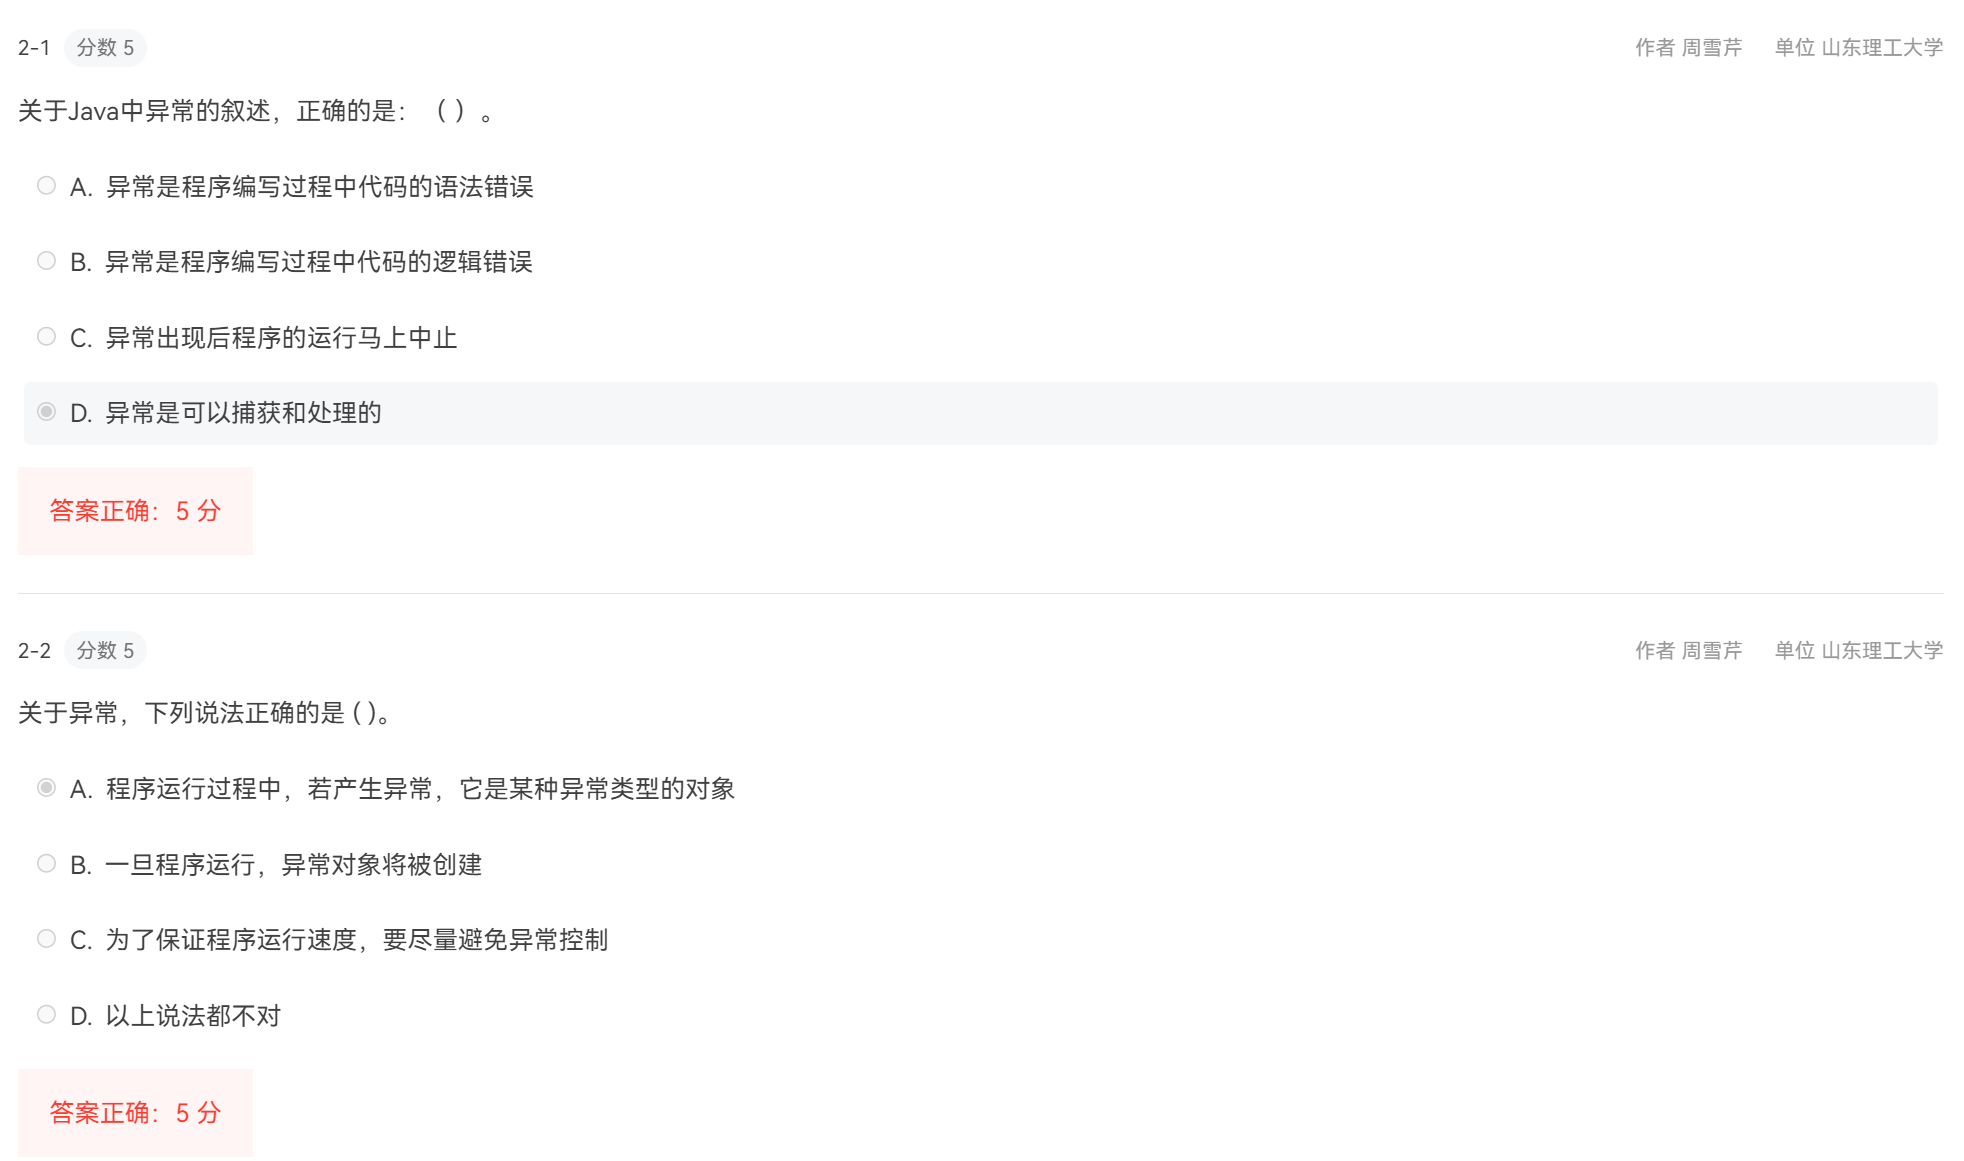 2-1 分数 5 作者 周雪芹 单位 山东理工大学
关于Java中异常的叙述，正确的是：（ ）。
A. 异常是程序编写过程中代码的语法错误
B. 异常是程序编写过程中代码的逻辑错误
C. 异常出现后程序的运行马上中止
D. 异常是可以捕获和处理的
答案正确：5 分
2-2 分数 5 作者 周雪芹 单位 山东理工大学
关于异常，下列说法正确的是 ( )。
A. 程序运行过程中，若产生异常，它是某种异常类型的对象
B. 一旦程序运行，异常对象将被创建
C. 为了保证程序运行速度，要尽量避免异常控制
D. 以上说法都不对
答案正确：5 分